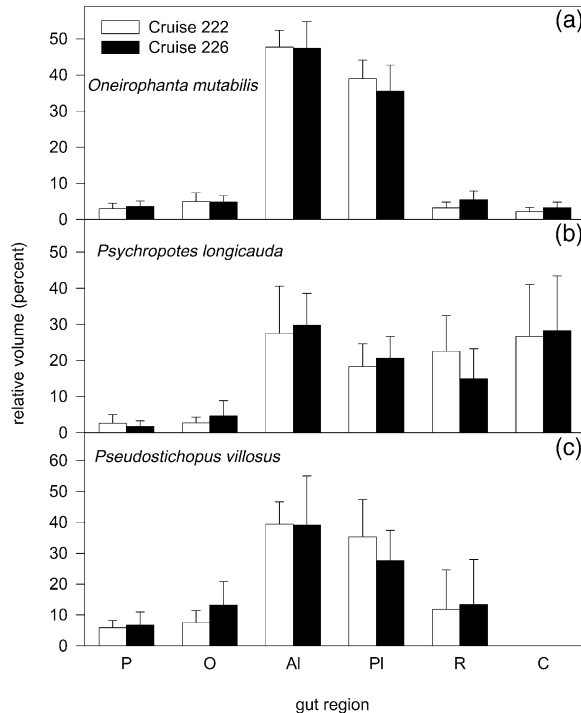 (a)
Cruise 222
Cruise 226
Oneirophanta mutabilis
50
40
30
20
10
0
(b)
Psychropotes longicauda
50
40
30
20
10
0
(c)
Pseudostichopus villosus
60
50
40
30
20
10
0
relative volume (percent)
P O AI PI R C
gut region